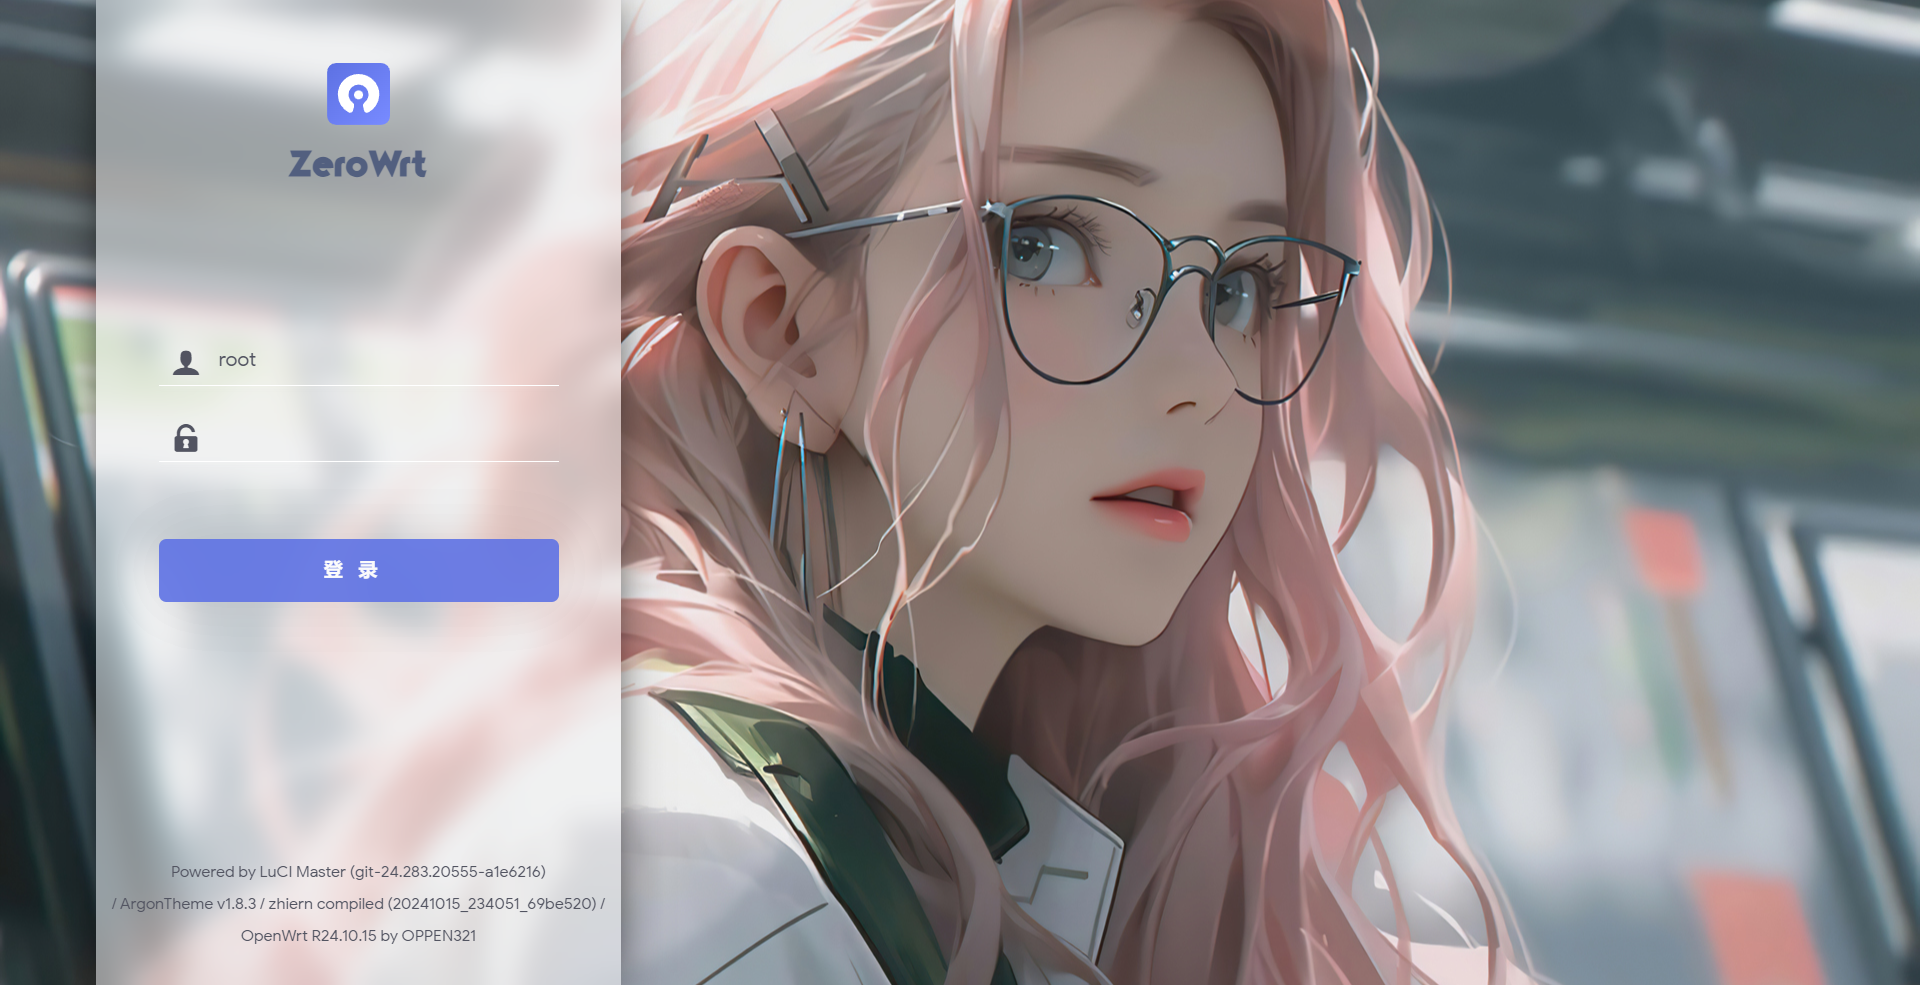 ZeroWrt
root
登 录
Powered by LuCI Master (git-24.283.20555-a1e6216)
/ ArgonTheme v1.8.3 / zhiern compiled (20241015_234051_69be520) /
OpenWrt R24.10.15 by OPPEN321